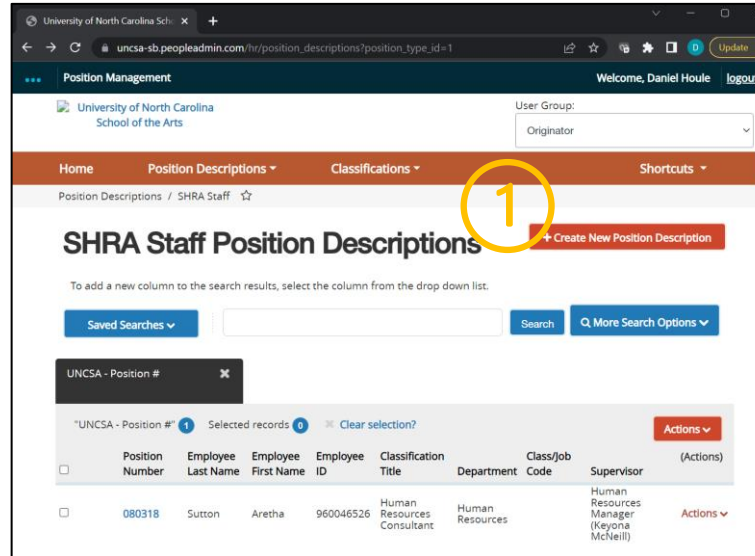 University of North Carolina Scho
uncsa-sb.peopleadmin.com/hr/position_descriptions?position_type_id=1
D
Update
Position Management
Welcome, Daniel Houle
logout
University of North Carolina
School of the Arts
User Group:
Originator
Home
Position Descriptions
Classifications
Shortcuts
Position Descriptions / SHRA Staff
1
SHRA Staff Position Descriptions
+ Create New Position Description
To add a new column to the search results, select the column from the drop down list.
Saved Searches
Search
More Search Options
UNCSA - Position #
"UNCSA - Position #" 1 Selected records 0 Clear selection?
Actions
Position Number
Employee Last Name
Employee First Name
Employee ID
Classification Title
Department
Class/Job Code
Supervisor
(Actions)
080318
Sutton
Aretha
960046526
Human Resources Consultant
Human Resources
Human Resources Manager (Keyona McNeill)
Actions